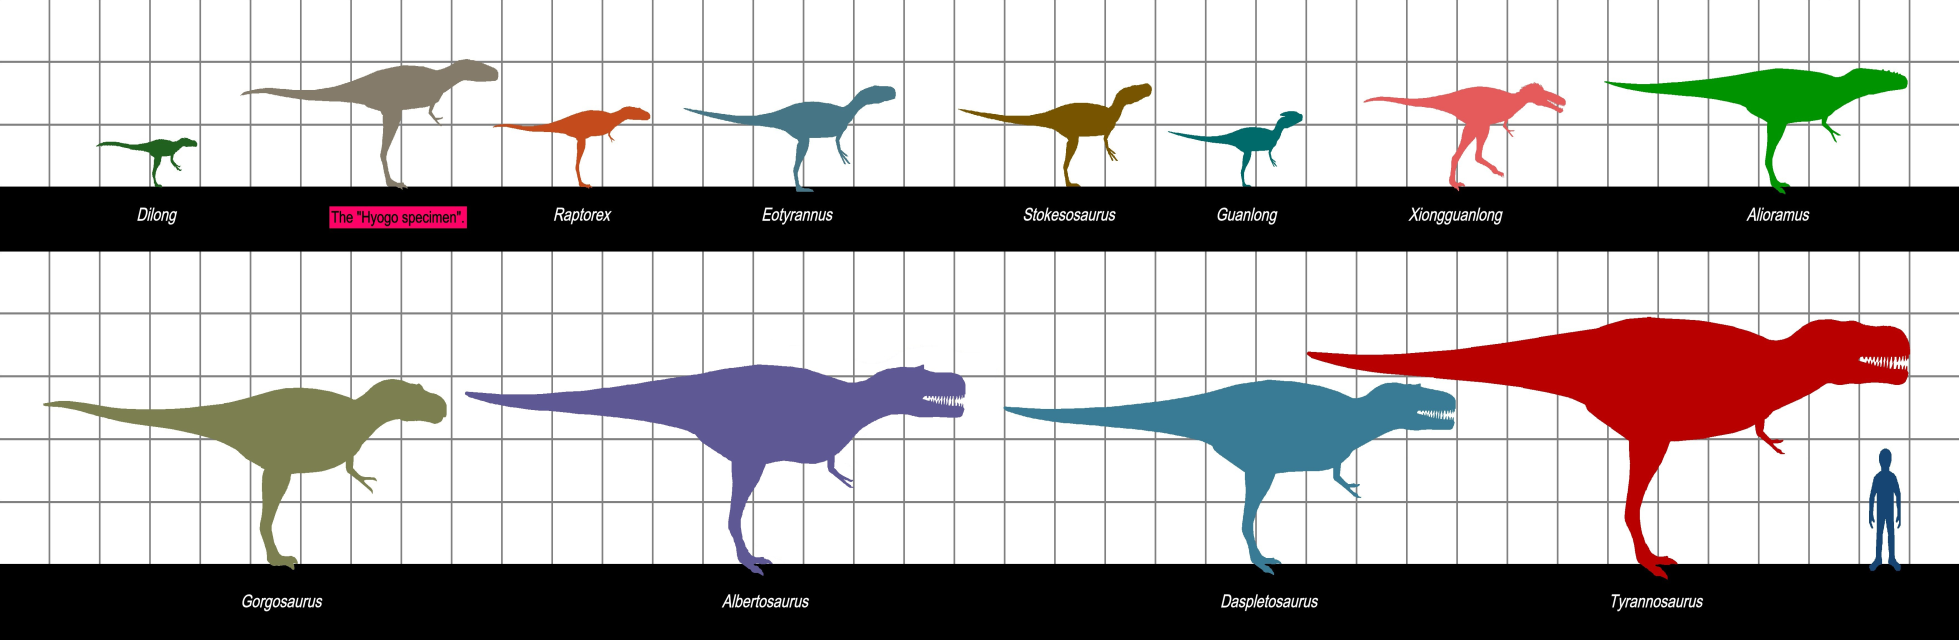 Dilong
The "Hyogo specimen".
Raptorex
Eotyrannus
Stokesosaurus
Guanlong
Xiongguanlong
Alioramus
Gorgosaurus
Albertosaurus
Daspletosaurus
Tyrannosaurus